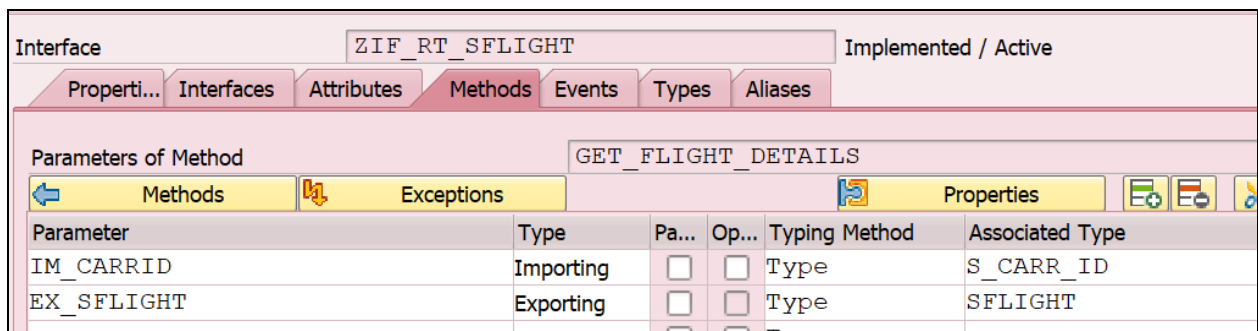 Interface ZIF_RT_SFLIGHT Implemented / Active
Properti... Interfaces Attributes Methods Events Types Aliases
Parameters of Method GET_FLIGHT_DETAILS
Methods Exceptions Properties
Parameter Type Pa... Op... Typing Method Associated Type
IM_CARRID Importing Type S_CARR_ID
EX_SFLIGHT Exporting Type SFLIGHT